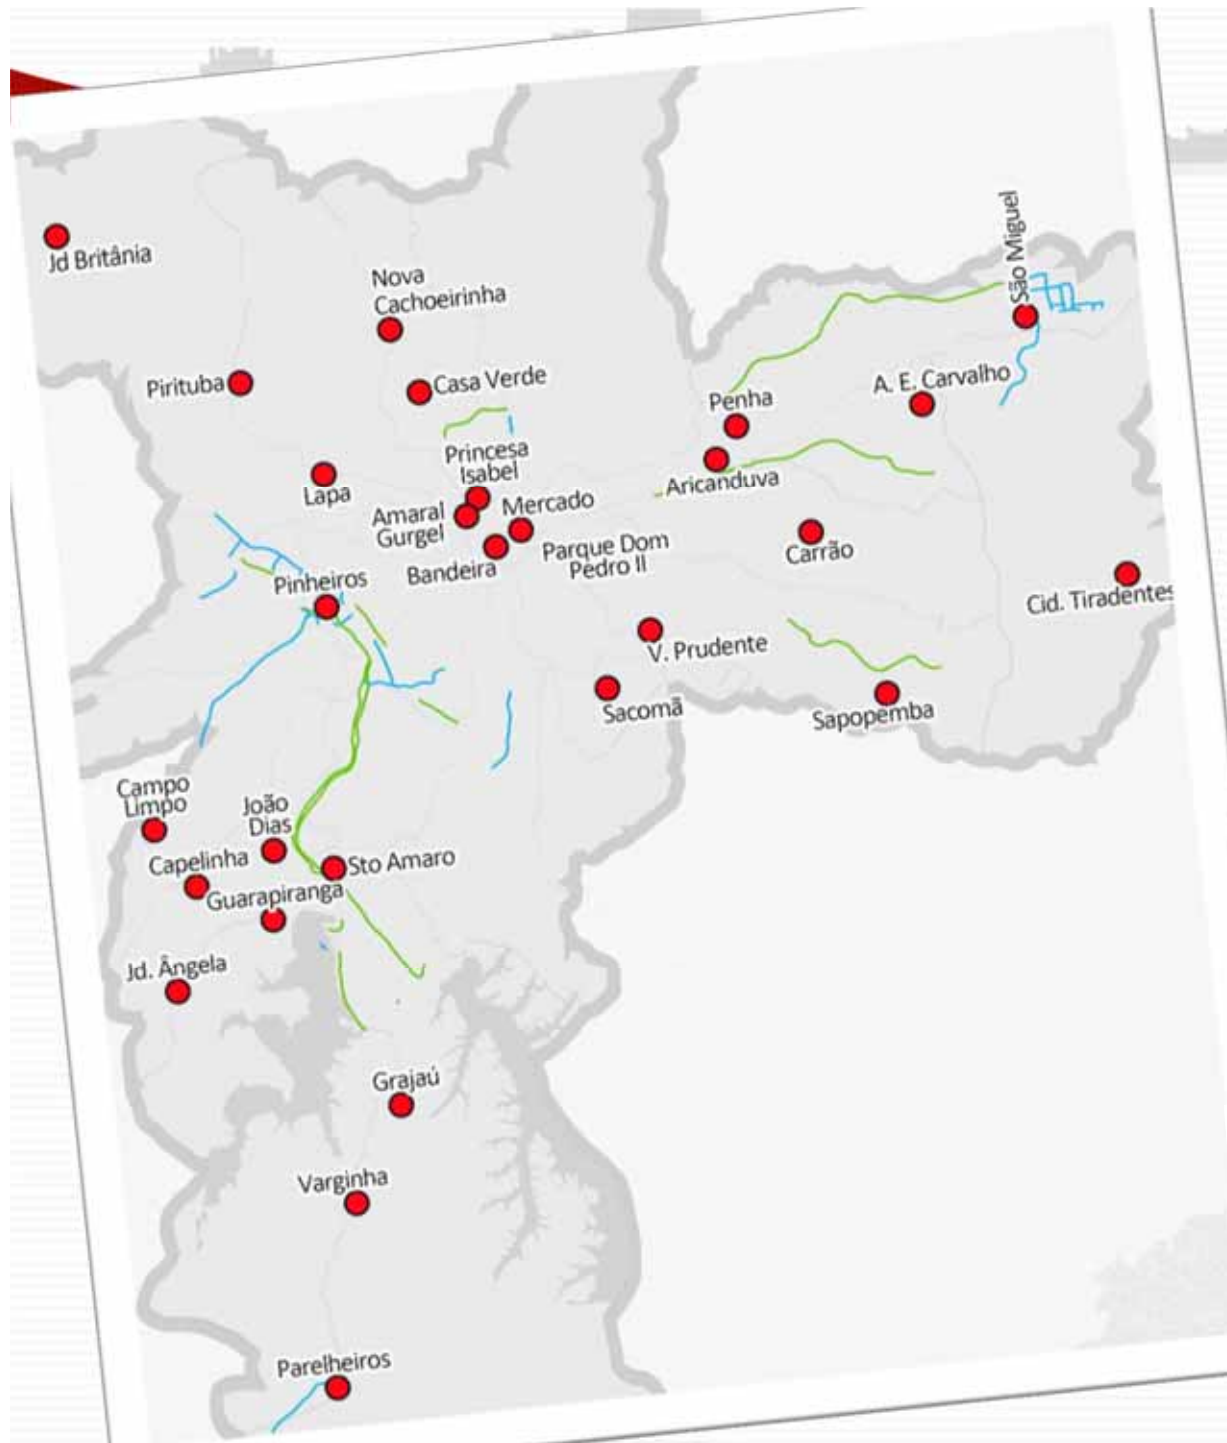 São Miguel
Jd Britânia
Nova
Cachoeirinha
Pirituba
Casa Verde
A. E. Carvalho
Penha
Princesa
Isabel
Lapa
Aricanduva
Amaral
Gurgel
Mercado
Bandeira
Parque Dom
Pedro II
Carrão
Pinheiros
Cid. Tiradentes
V. Prudente
Sacomã
Sapopemba
Campo
Limpo
João
Dias
Capelinha
Sto Amaro
Guarapiranga
Jd. Ângela
Grajaú
Varginha
Parelheiros